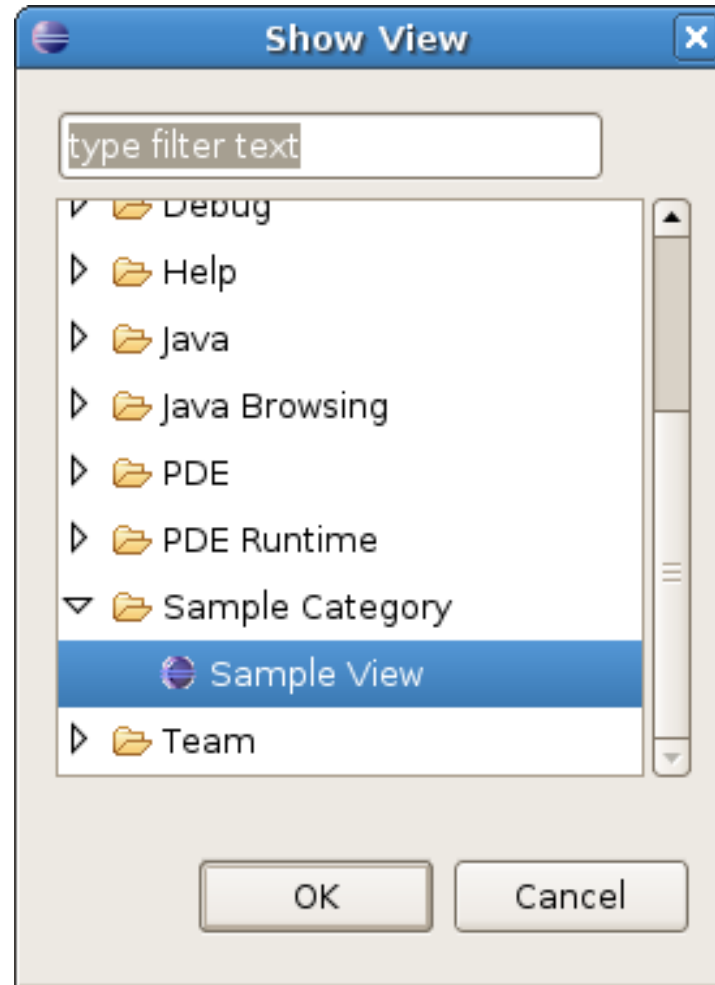 Show View
type filter text
Debug
Help
Java
Java Browsing
PDE
PDE Runtime
Sample Category
Sample View
Team
OK
Cancel